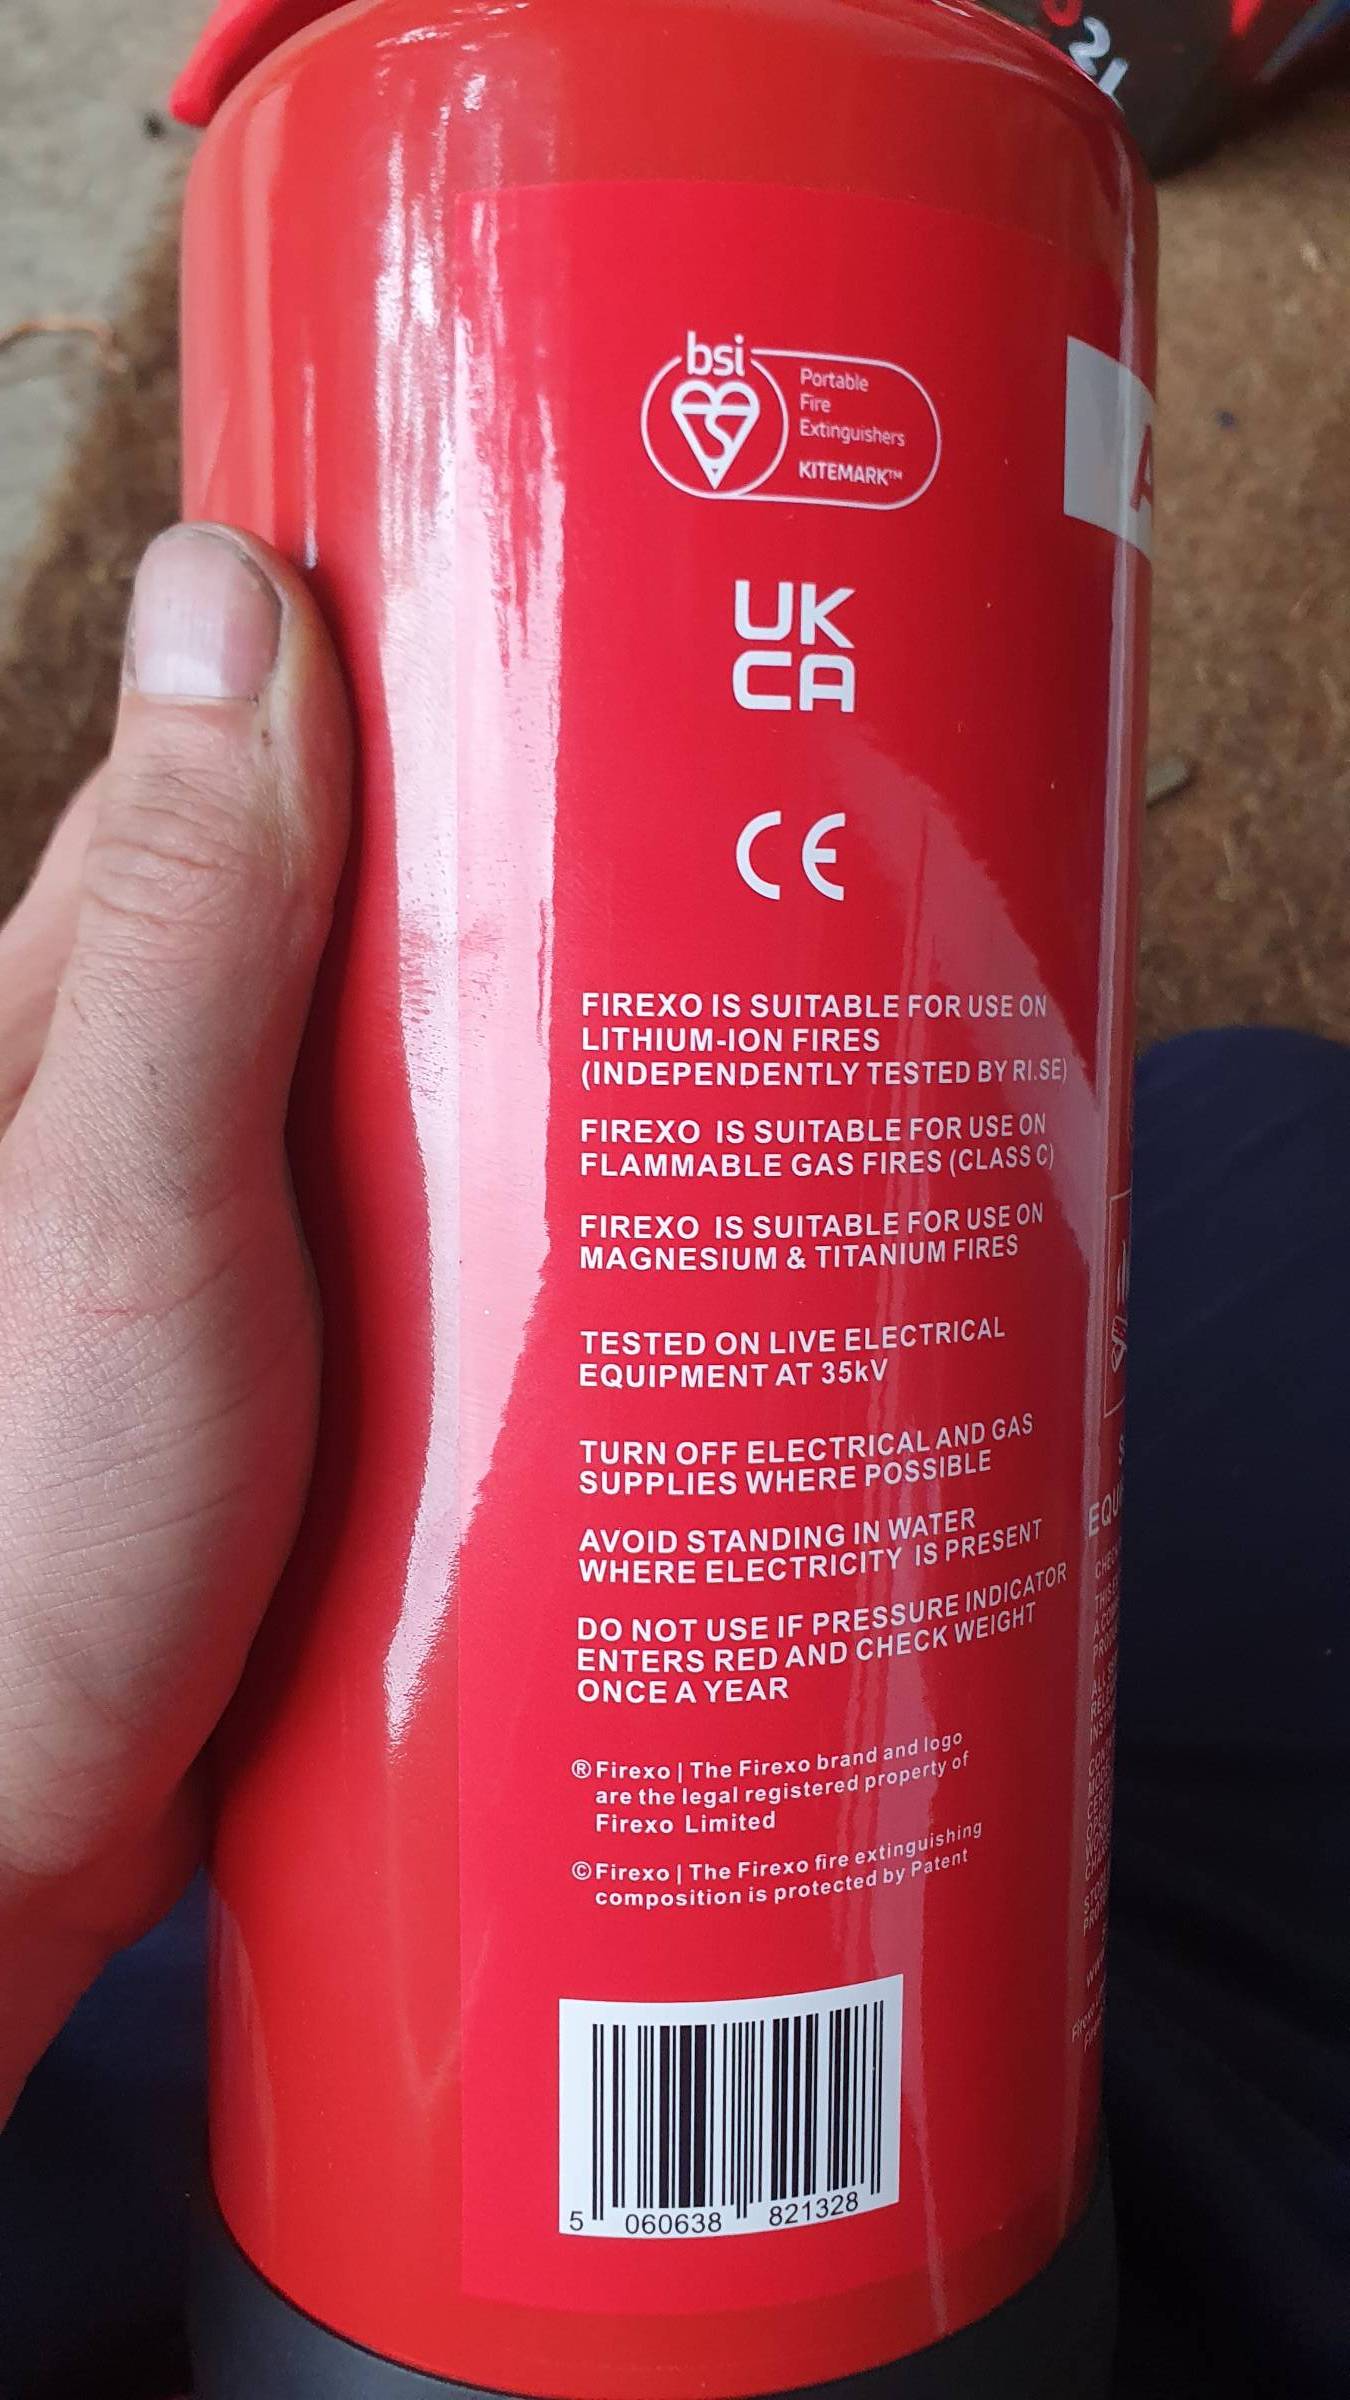 2L
bsi
Portable
Fire
Extinguishers
KITEMARK™
A
UK
CA
CE
FIREXO IS SUITABLE FOR USE ON
LITHIUM-ION FIRES
(INDEPENDENTLY TESTED BY RI.SE)
FIREXO IS SUITABLE FOR USE ON
FLAMMABLE GAS FIRES (CLASS C)
FIREXO IS SUITABLE FOR USE ON
MAGNESIUM & TITANIUM FIRES
TESTED ON LIVE ELECTRICAL
EQUIPMENT AT 35kV
TURN OFF ELECTRICAL AND GAS
SUPPLIES WHERE POSSIBLE
AVOID STANDING IN WATER
WHERE ELECTRICITY IS PRESENT
DO NOT USE IF PRESSURE INDICATOR
ENTERS RED AND CHECK WEIGHT
ONCE A YEAR
® Firexo | The Firexo brand and logo
are the legal registered property of
Firexo Limited
© Firexo | The Firexo fire extinguishing
composition is protected by Patent
5 060638 821328